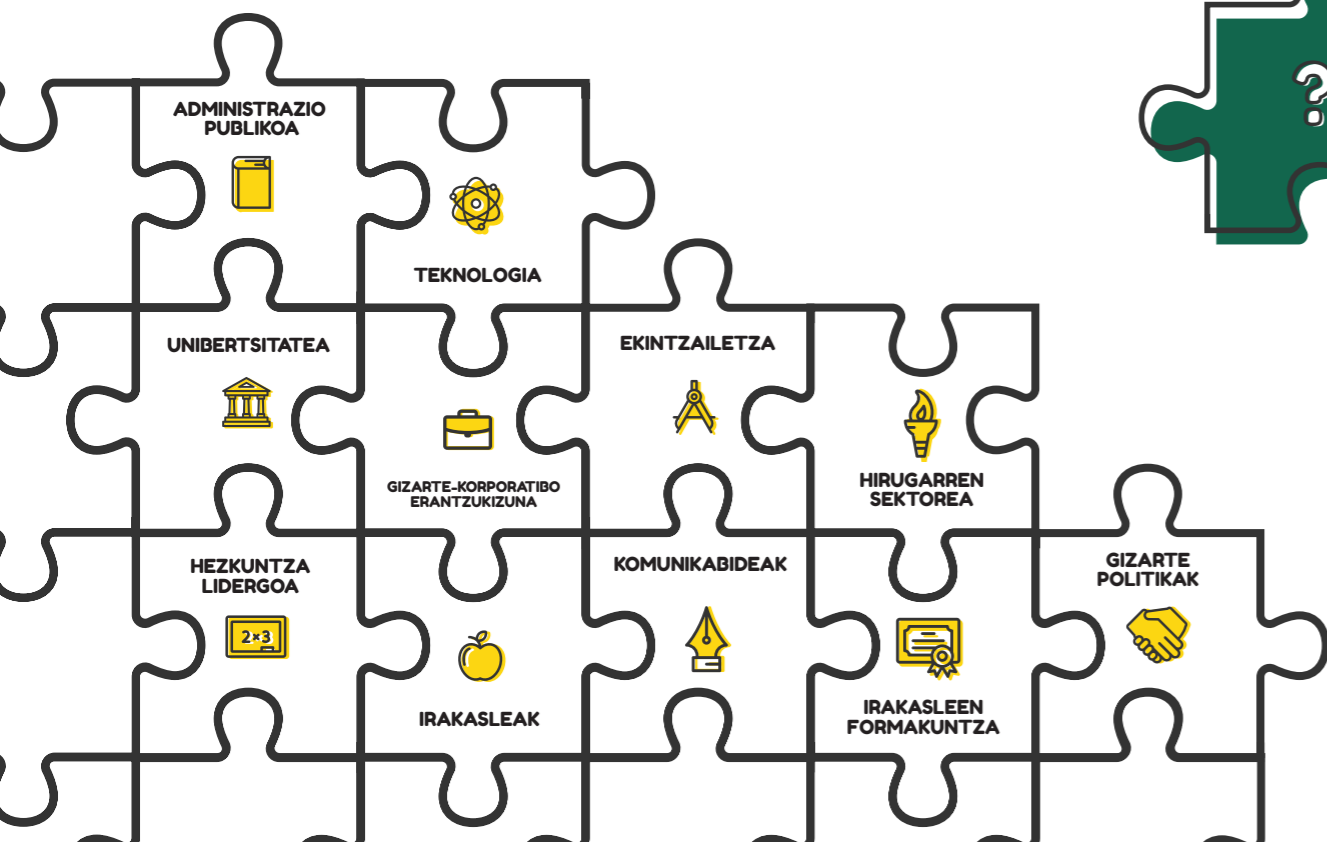 ADMINISTRAZIO
PUBLIKOA
?
TEKNOLOGIA
UNIBERTSITATEA
EKINTZAILETZA
GIZARTE-KORPORATIBO
ERANTZUKIZUNA
HIRUGARREN
SEKTOREA
HEZKUNTZA
LIDERGOA
2×3
KOMUNIKABIDEAK
GIZARTE
POLITIKAK
IRAKASLEAK
IRAKASLEEN
FORMAKUNTZA